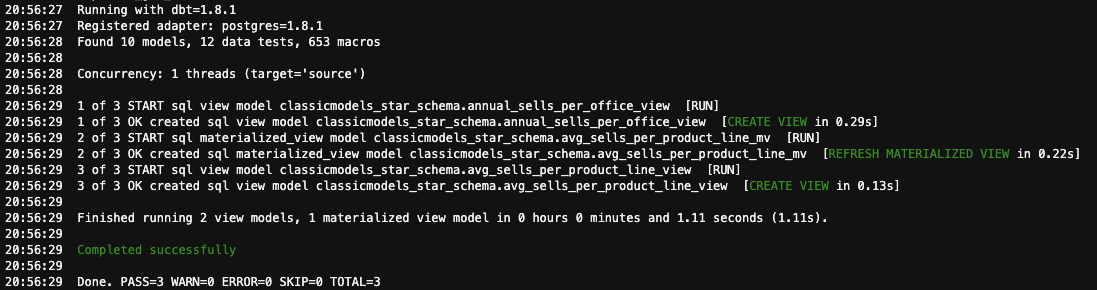 20:56:27  Running with dbt=1.8.1
20:56:27  Registered adapter: postgres=1.8.1
20:56:28  Found 10 models, 12 data tests, 653 macros
20:56:28
20:56:28  Concurrency: 1 threads (target='source')
20:56:28
20:56:29  1 of 3 START sql view model classicmodels_star_schema.annual_sells_per_office_view  [RUN]
20:56:29  1 of 3 OK created sql view model classicmodels_star_schema.annual_sells_per_office_view  [CREATE VIEW in 0.29s]
20:56:29  2 of 3 START sql materialized_view model classicmodels_star_schema.avg_sells_per_product_line_mv  [RUN]
20:56:29  2 of 3 OK created sql materialized_view model classicmodels_star_schema.avg_sells_per_product_line_mv  [REFRESH MATERIALIZED VIEW in 0.22s]
20:56:29  3 of 3 START sql view model classicmodels_star_schema.avg_sells_per_product_line_view  [RUN]
20:56:29  3 of 3 OK created sql view model classicmodels_star_schema.avg_sells_per_product_line_view  [CREATE VIEW in 0.13s]
20:56:29
20:56:29  Finished running 2 view models, 1 materialized view model in 0 hours 0 minutes and 1.11 seconds (1.11s).
20:56:29
20:56:29  Completed successfully
20:56:29
20:56:29  Done. PASS=3 WARN=0 ERROR=0 SKIP=0 TOTAL=3